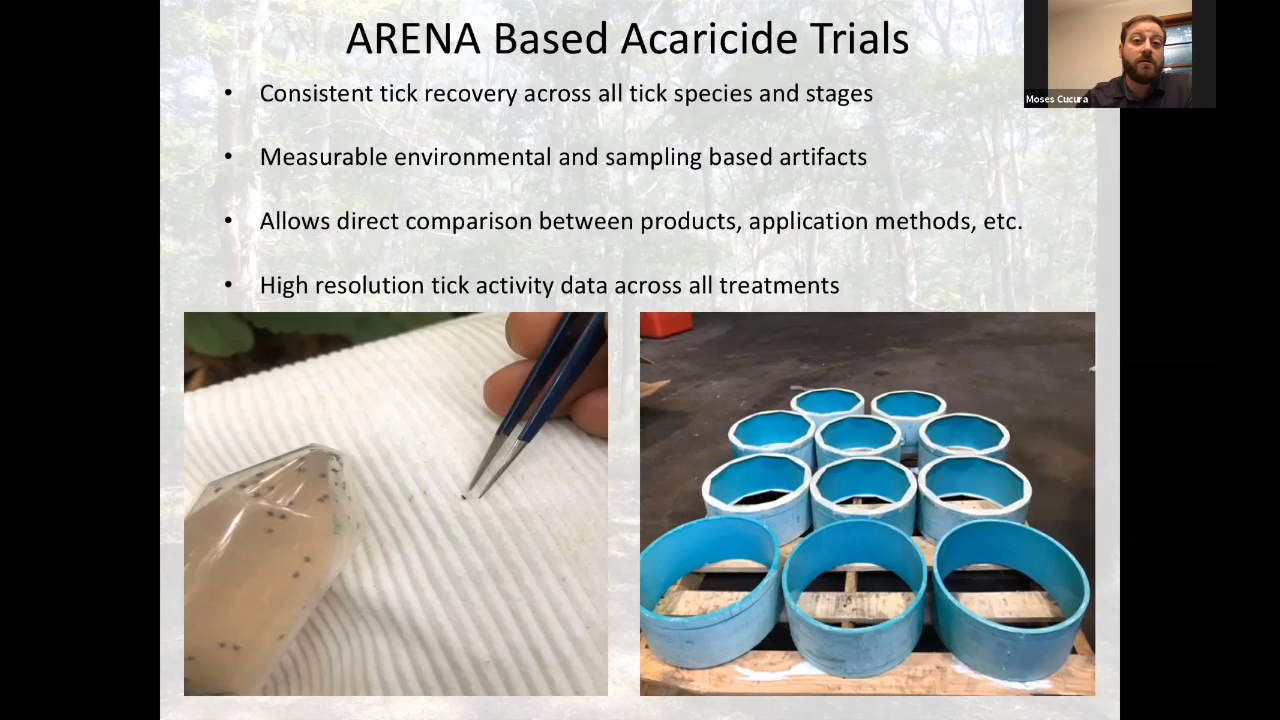 ARENA Based Acaricide Trials
• Consistent tick recovery across all tick species and stages
• Measurable environmental and sampling based artifacts
• Allows direct comparison between products, application methods, etc.
• High resolution tick activity data across all treatments
Moses Cucura